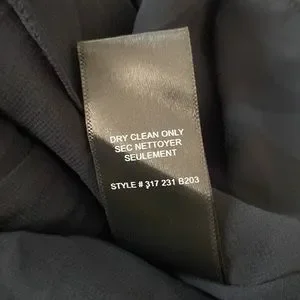 DRY CLEAN ONLY
SEC NETTOYER
SEULEMENT
STYLE # 317 231 B203